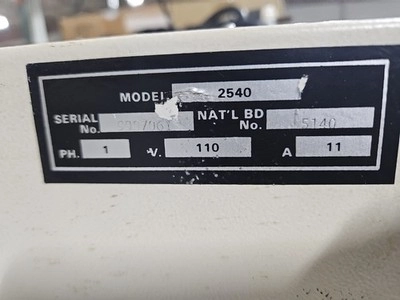 MODEL 2540
SERIAL No. NAT'L BD No. 5140
PH. 1 V. 110 A 11